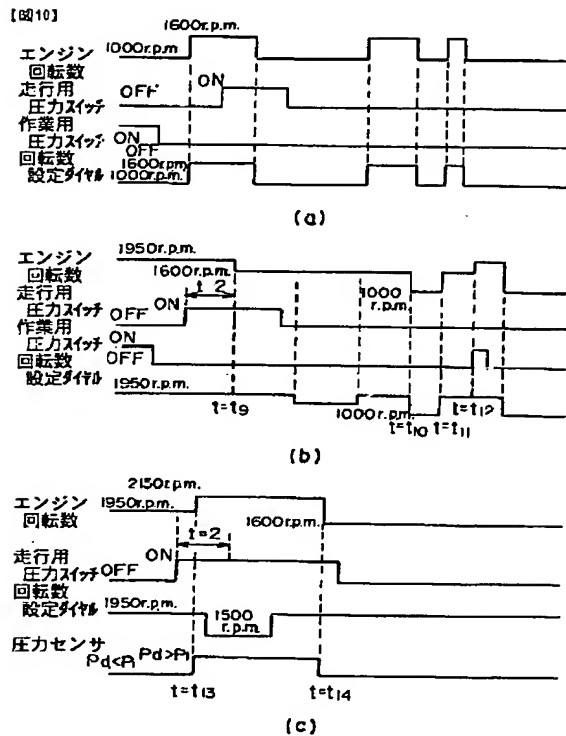 【図10】
1600r.p.m.
エンジン 1000r.p.m
回転数
走行用 OFF ON
圧力スイッチ
作業用
圧力スイッチ ON
回転数 OFF
設定ダイヤル 1600r.p.m.
1000r.p.m.
(a)
エンジン 1950r.p.m.
回転数 1600r.p.m.
走行用 t 2 1000
圧力スイッチ ON r.p.m.
作業用 OFF
圧力スイッチ ON
回転数 OFF
設定ダイヤル 1950r.p.m.
1000r.p.m. t=t12
t=t9 t=t10 t=t11
(b)
2150r.p.m.
エンジン 1950r.p.m.
回転数 1600r.p.m.
t=2
走行用 ON
圧力スイッチ OFF
回転数
設定ダイヤル 1950r.p.m.
1500
r.p.m.
圧力センサ
Pd<P1 Pd>P1
t=t13 t=t14
(c)